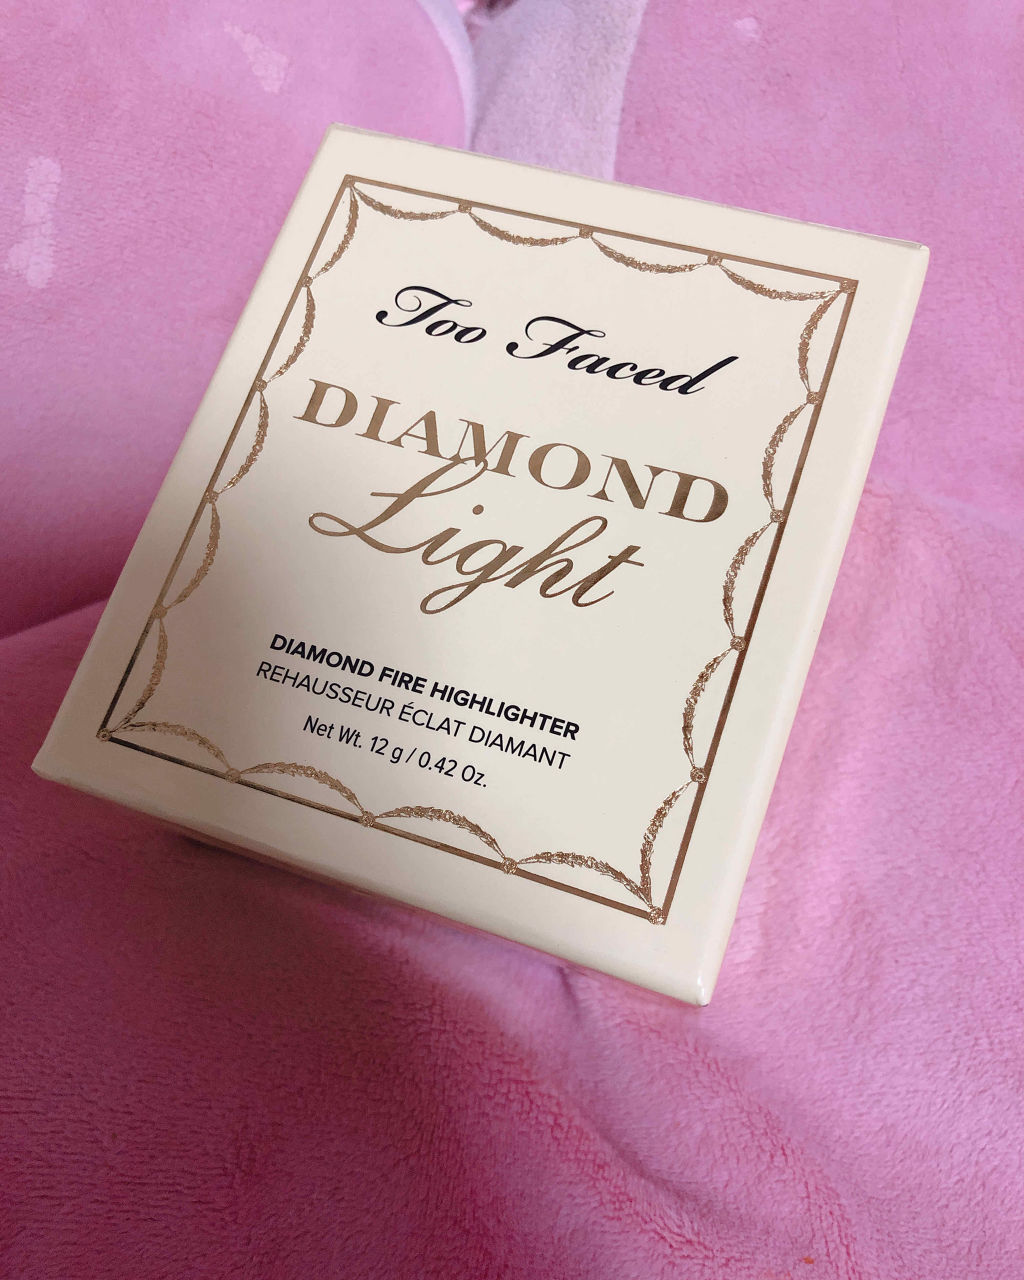 Too Faced
DIAMOND
Light
DIAMOND FIRE HIGHLIGHTER
REHAUSSEUR ÉCLAT DIAMANT
Net Wt. 12 g / 0.42 Oz.